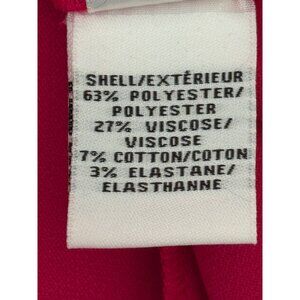 SHELL/EXTÉRIEUR
63% POLYESTER/
POLYESTER
27% VISCOSE/
VISCOSE
7% COTTON/COTON
3% ELASTANE/
ELASTHANNE